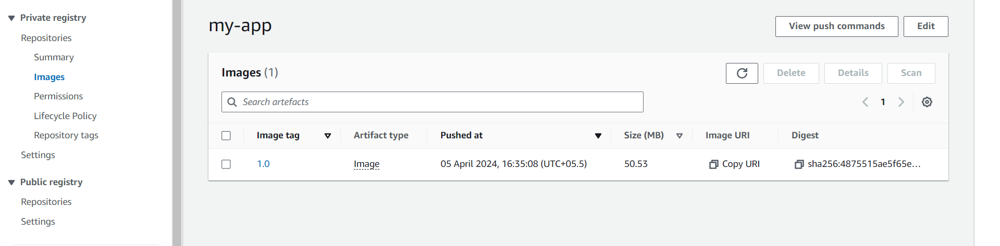 Private registry
Repositories
Summary
Images
Permissions
Lifecycle Policy
Repository tags
Settings
Public registry
Repositories
Settings
my-app
View push commands
Edit
Images (1)
Delete
Details
Scan
Search artefacts
1
Image tag Artifact type Pushed at Size (MB) Image URI Digest
1.0 Image 05 April 2024, 16:35:08 (UTC+05.5) 50.53 Copy URI sha256:4875515ae5f65e...